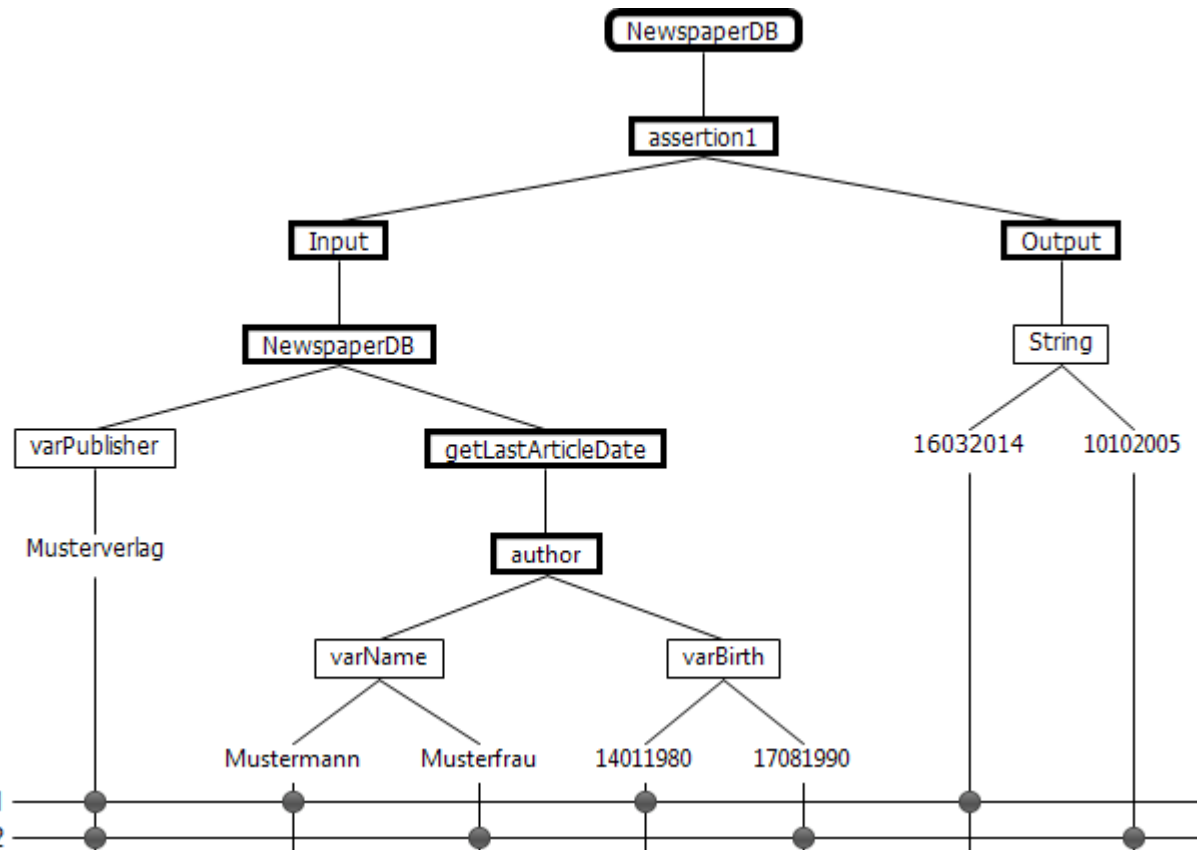 NewspaperDB
assertion1
Input
Output
NewspaperDB
String
varPublisher
getLastArticleDate
16032014
10102005
Musterverlag
author
varName
varBirth
Mustermann
Musterfrau
14011980
17081990